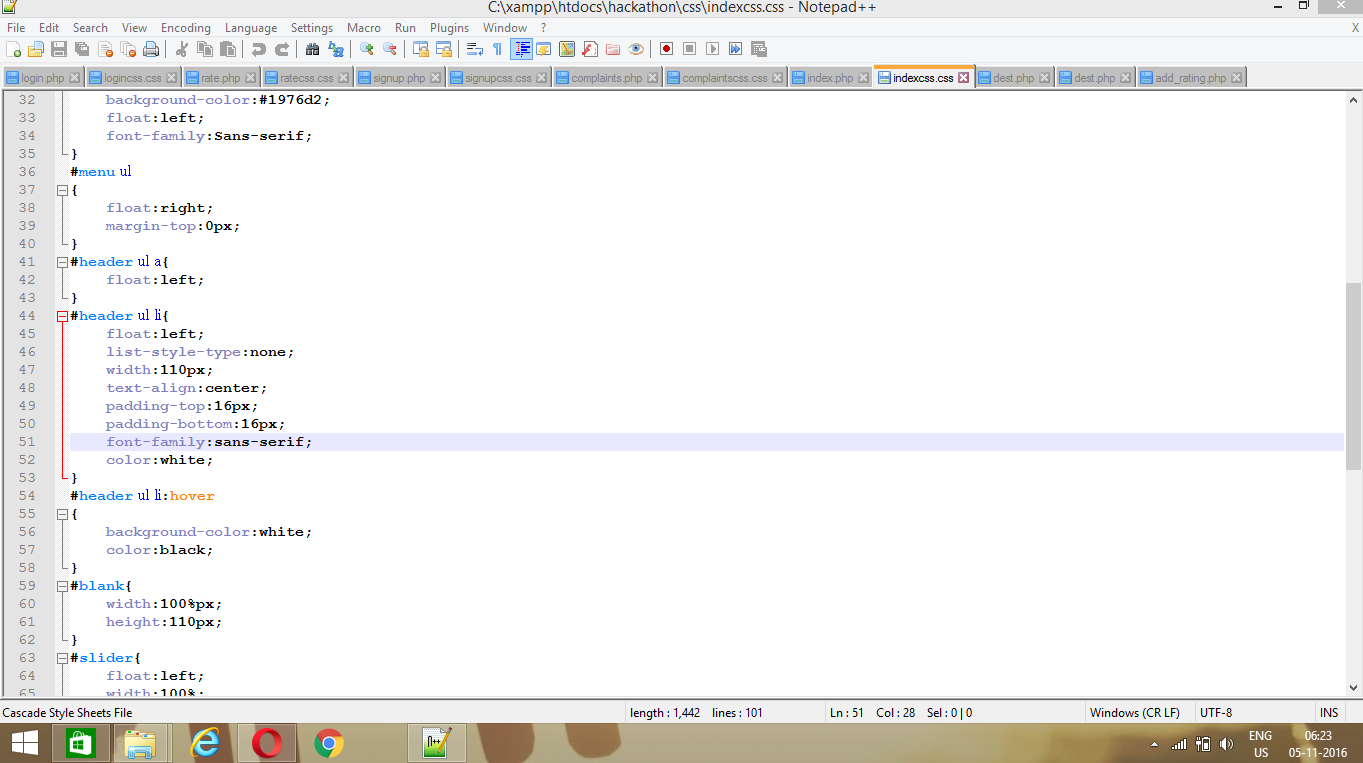 C:\xampp\htdocs\hackathon\css\indexcss.css - Notepad++
File Edit Search View Encoding Language Settings Macro Run Plugins Window ? X
login.php logincss.css rate.php ratecss.css signup.php signupcss.css complaints.php complaintscss.css index.php indexcss.css dest.php dest.php add_rating.php
32 background-color:#1976d2;
33 float:left;
34 font-family:Sans-serif;
35 }
36 #menu ul
37 {
38 float:right;
39 margin-top:0px;
40 }
41 #header ul a{
42 float:left;
43 }
44 #header ul li{
45 float:left;
46 list-style-type:none;
47 width:110px;
48 text-align:center;
49 padding-top:16px;
50 padding-bottom:16px;
51 font-family:sans-serif;
52 color:white;
53 }
54 #header ul li:hover
55 {
56 background-color:white;
57 color:black;
58 }
59 #blank{
60 width:100%px;
61 height:110px;
62 }
63 #slider{
64 float:left;
65 width:100%;
Cascade Style Sheets File length : 1,442 lines : 101 Ln : 51 Col : 28 Sel : 0 | 0 Windows (CR LF) UTF-8 INS
ENG 06:23
US 05-11-2016